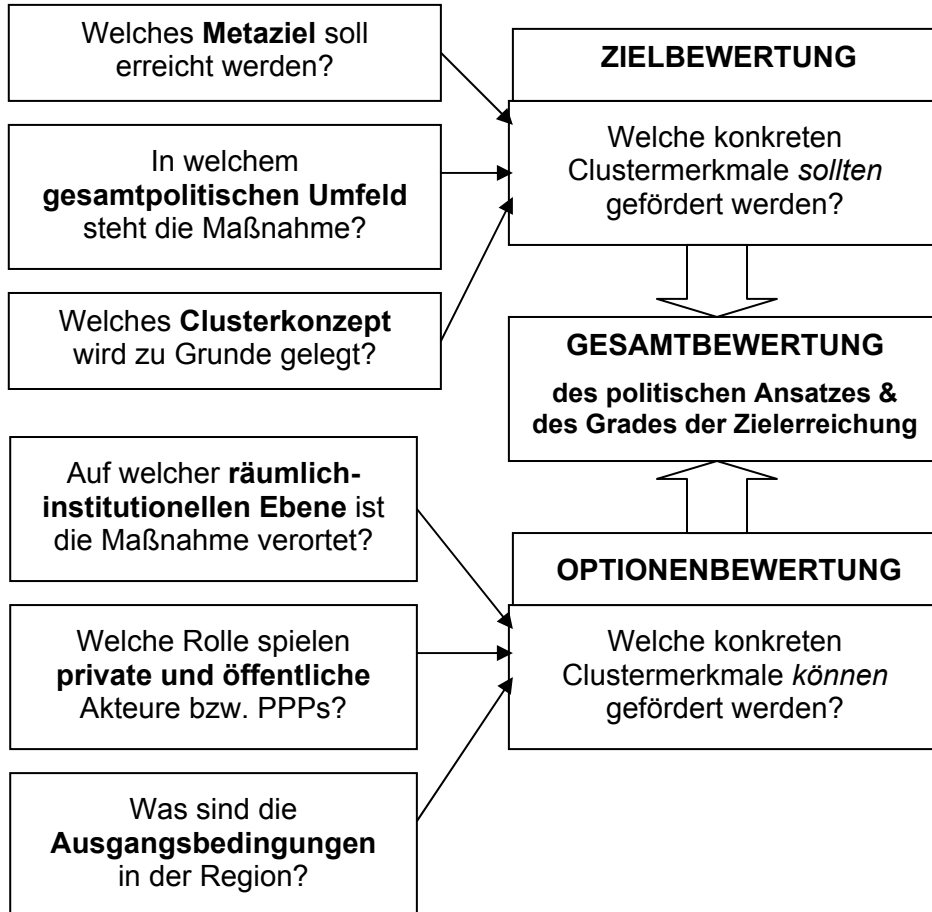 Welches Metaziel soll
erreicht werden?
In welchem
gesamtpolitischen Umfeld
steht die Maßnahme?
Welches Clusterkonzept
wird zu Grunde gelegt?
ZIELBEWERTUNG
Welche konkreten
Clustermerkmale sollten
gefördert werden?
GESAMTBEWERTUNG
des politischen Ansatzes &
des Grades der Zielerreichung
Auf welcher räumlich-
institutionellen Ebene ist
die Maßnahme verortet?
Welche Rolle spielen
private und öffentliche
Akteure bzw. PPPs?
Was sind die
Ausgangsbedingungen
in der Region?
OPTIONENBEWERTUNG
Welche konkreten
Clustermerkmale können
gefördert werden?